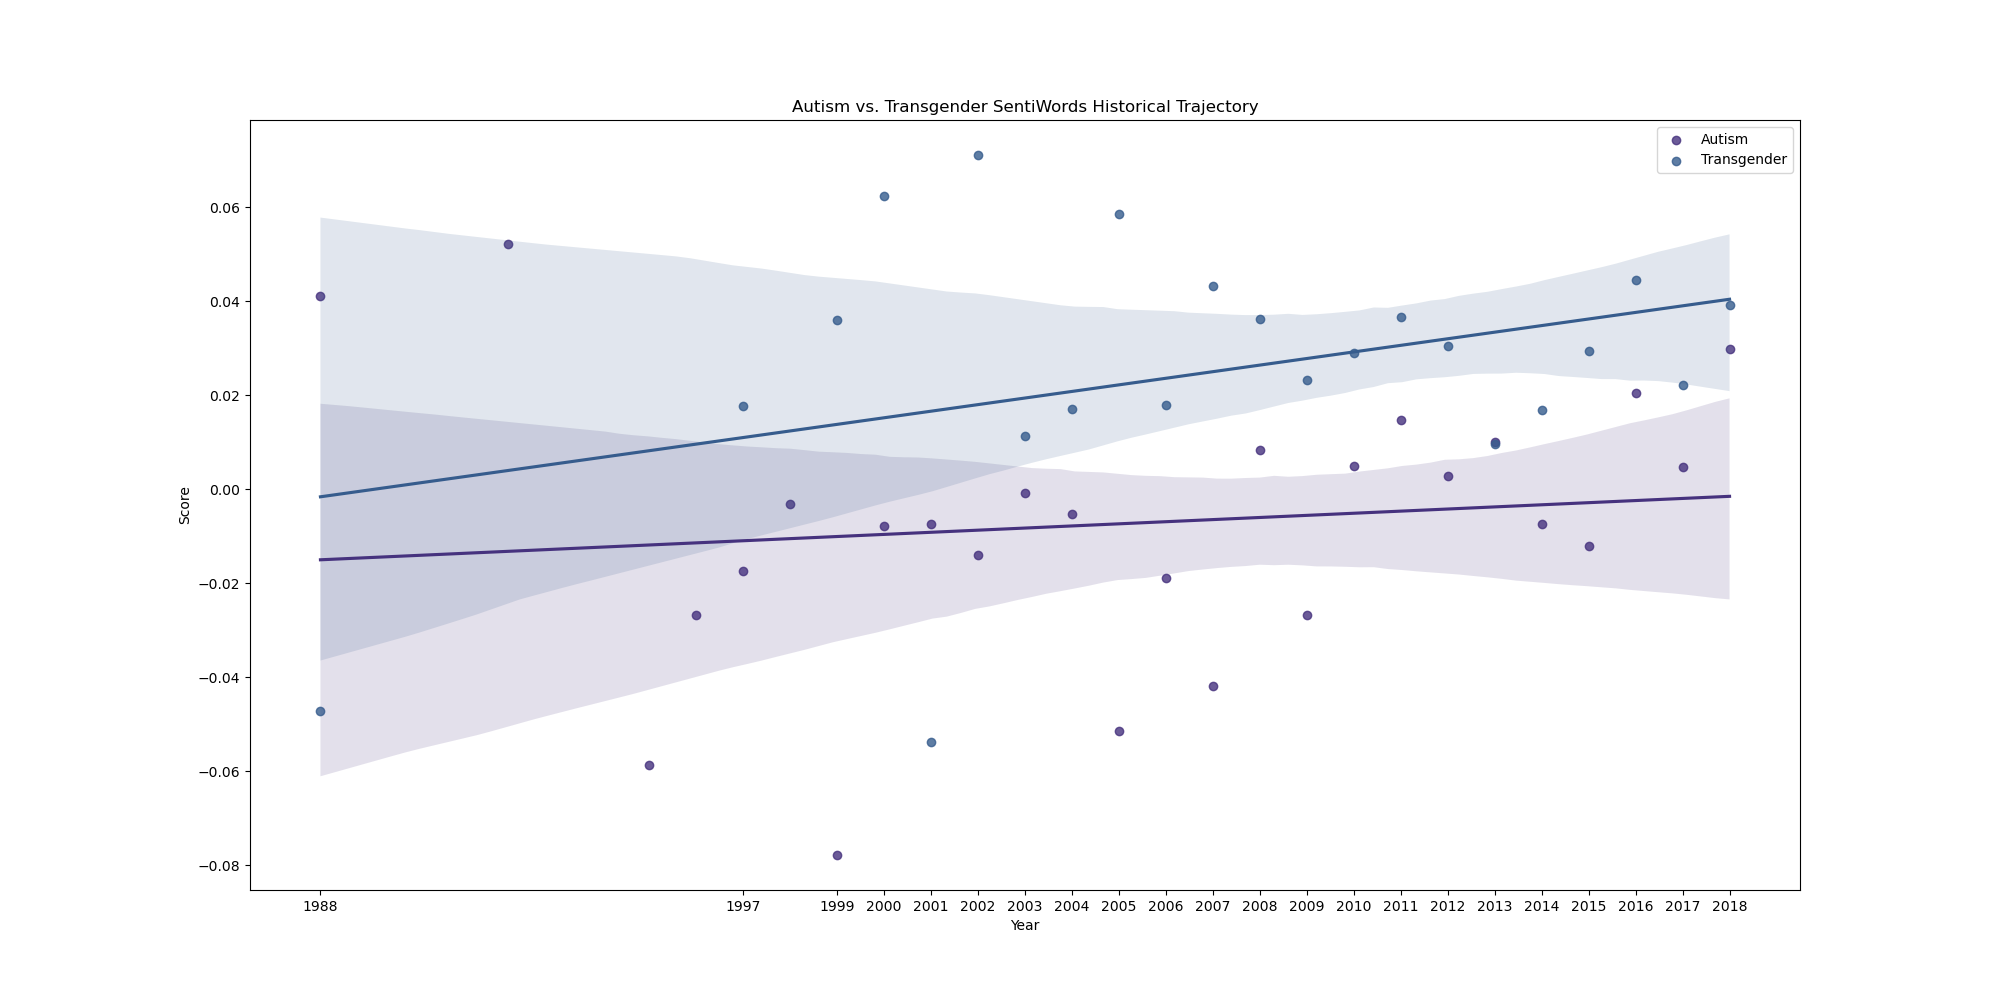 Autism vs. Transgender SentiWords Historical Trajectory
Autism
Transgender
0.06
0.04
0.02
0.00
−0.02
−0.04
−0.06
−0.08
Score
1988 1997 1999 2000 2001 2002 2003 2004 2005 2006 2007 2008 2009 2010 2011 2012 2013 2014 2015 2016 2017 2018
Year